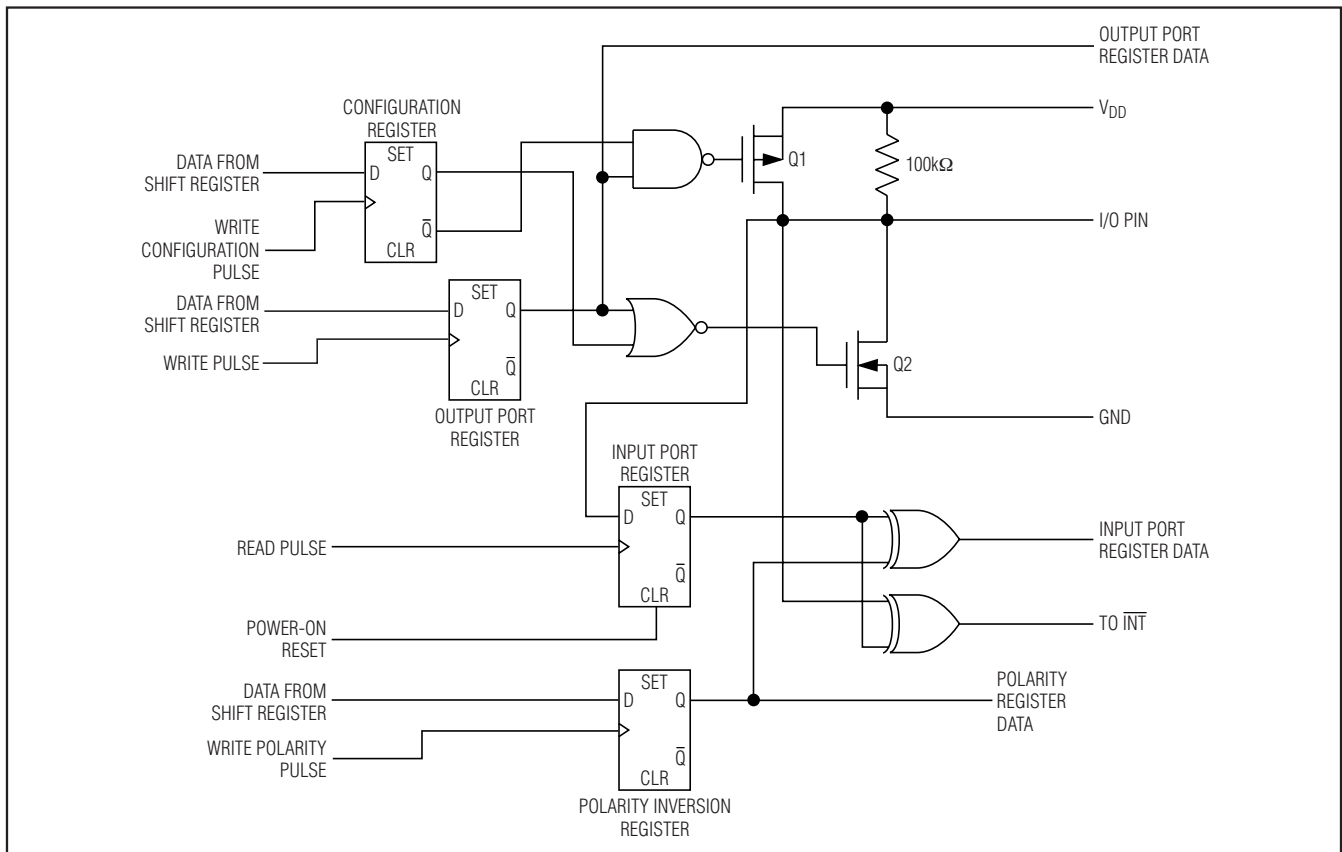 OUTPUT PORT
REGISTER DATA
CONFIGURATION
REGISTER
V_DD
SET
DATA FROM
SHIFT REGISTER
D
Q
Q1
100kΩ
WRITE
CONFIGURATION
PULSE
Q̅
CLR
I/O PIN
DATA FROM
SHIFT REGISTER
SET
D
Q
WRITE PULSE
Q̅
CLR
OUTPUT PORT
REGISTER
Q2
GND
INPUT PORT
REGISTER
SET
D
Q
READ PULSE
Q̅
CLR
INPUT PORT
REGISTER DATA
POWER-ON
RESET
TO I̅N̅T̅
DATA FROM
SHIFT REGISTER
SET
D
Q
POLARITY
REGISTER
DATA
WRITE POLARITY
PULSE
Q̅
CLR
POLARITY INVERSION
REGISTER